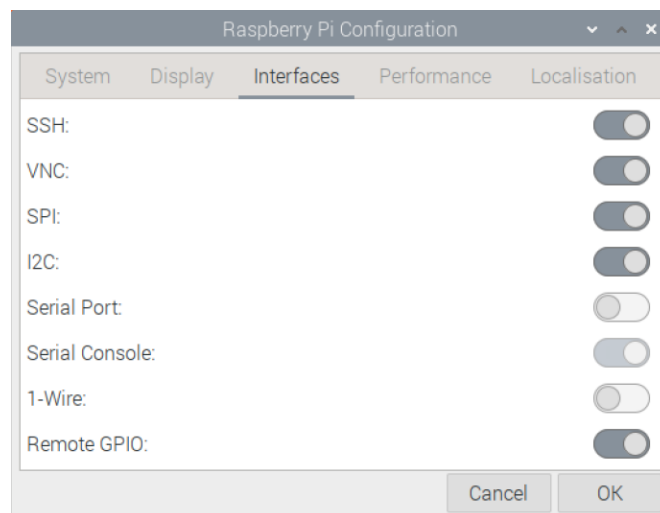 Raspberry Pi Configuration
System Display Interfaces Performance Localisation
SSH:
VNC:
SPI:
I2C:
Serial Port:
Serial Console:
1-Wire:
Remote GPIO:
Cancel OK